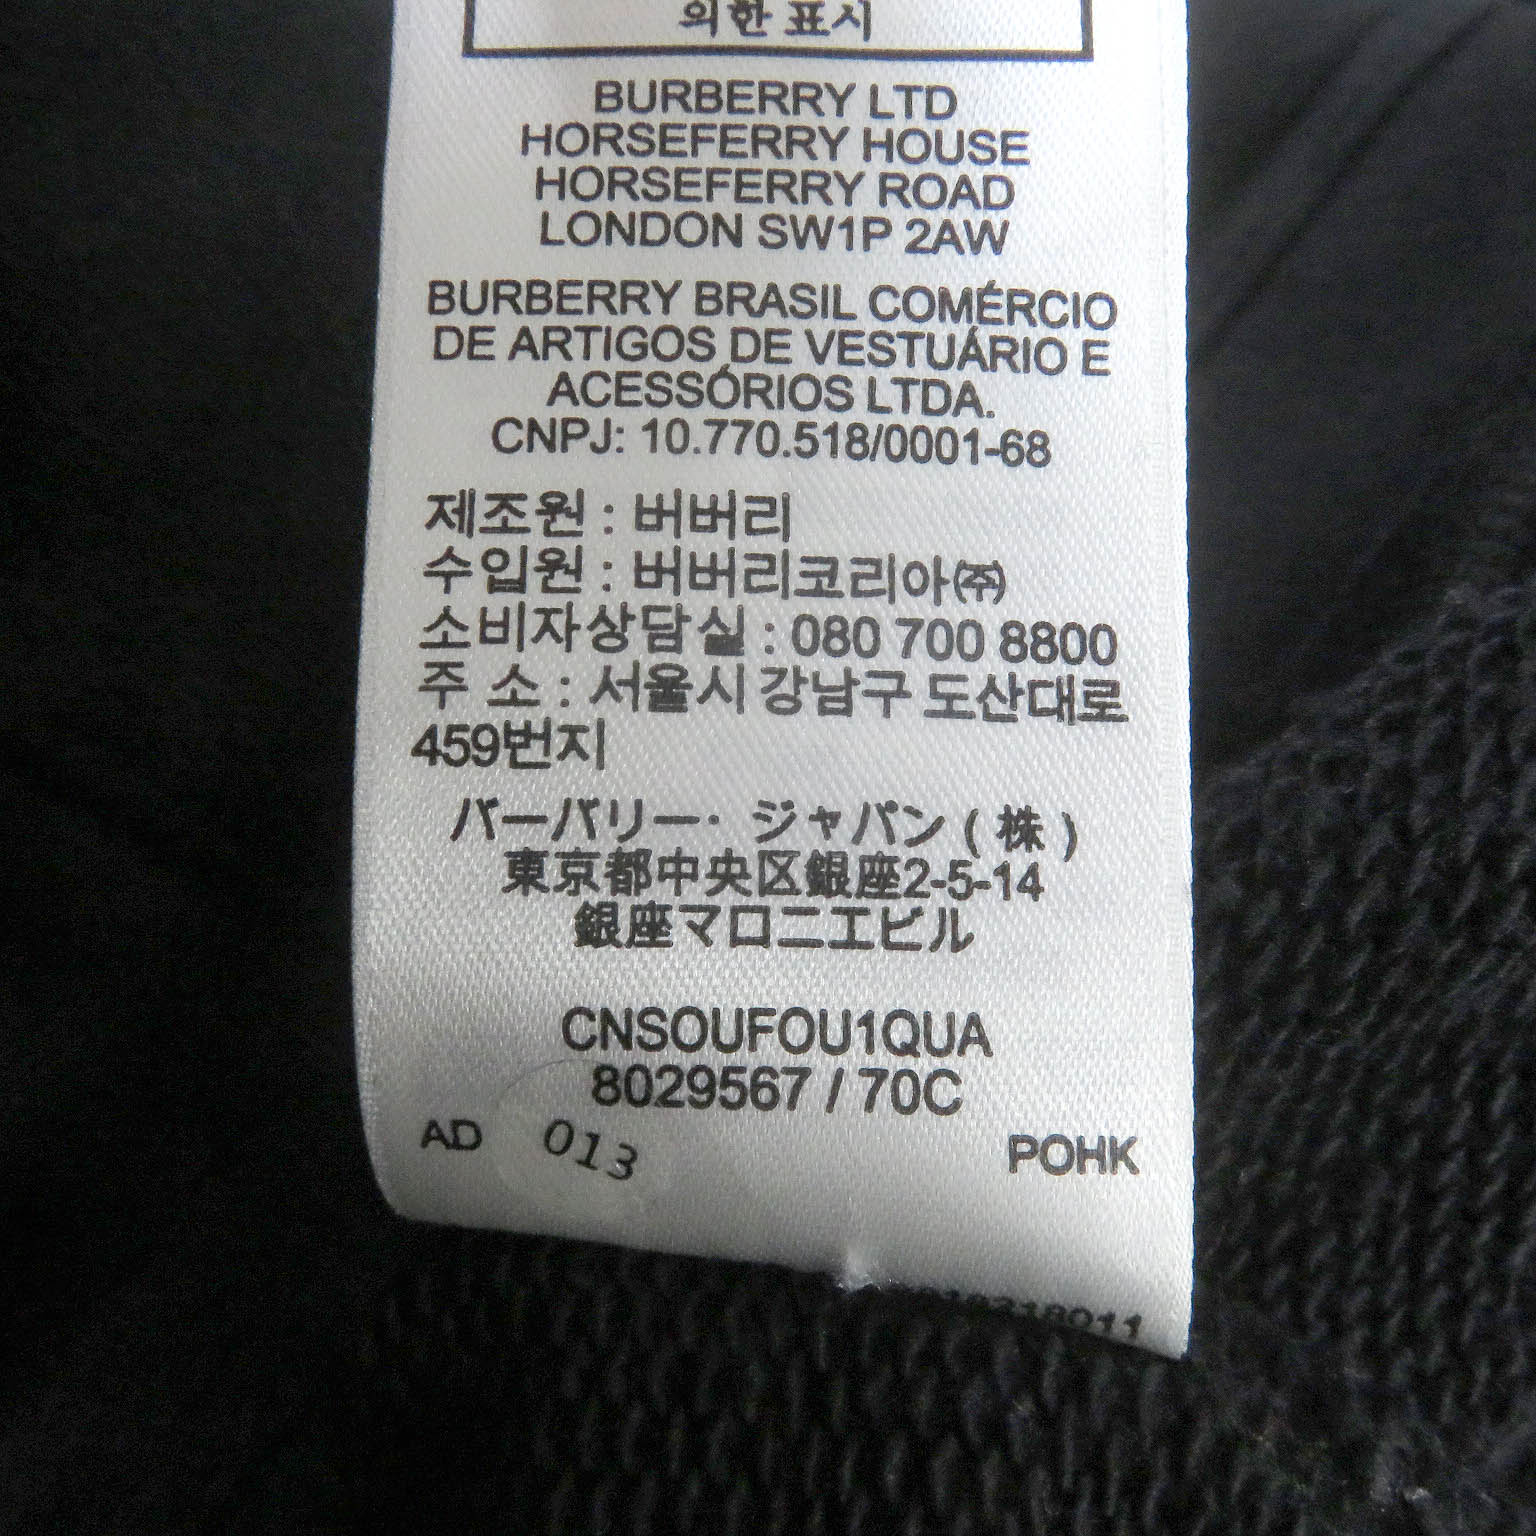 의한 표시
BURBERRY LTD
HORSEFERRY HOUSE
HORSEFERRY ROAD
LONDON SW1P 2AW
BURBERRY BRASIL COMÉRCIO
DE ARTIGOS DE VESTUÁRIO E
ACESSÓRIOS LTDA.
CNPJ: 10.770.518/0001-68
제조원 : 버버리
수입원 : 버버리코리아㈜
소비자상담실 : 080 700 8800
주 소 : 서울시 강남구 도산대로
459번지
バーバリー・ジャパン ( 株 )
東京都中央区銀座2-5-14
銀座マロニエビル
CNSOUFOU1QUA
8029567 / 70C
AD 013 POHK